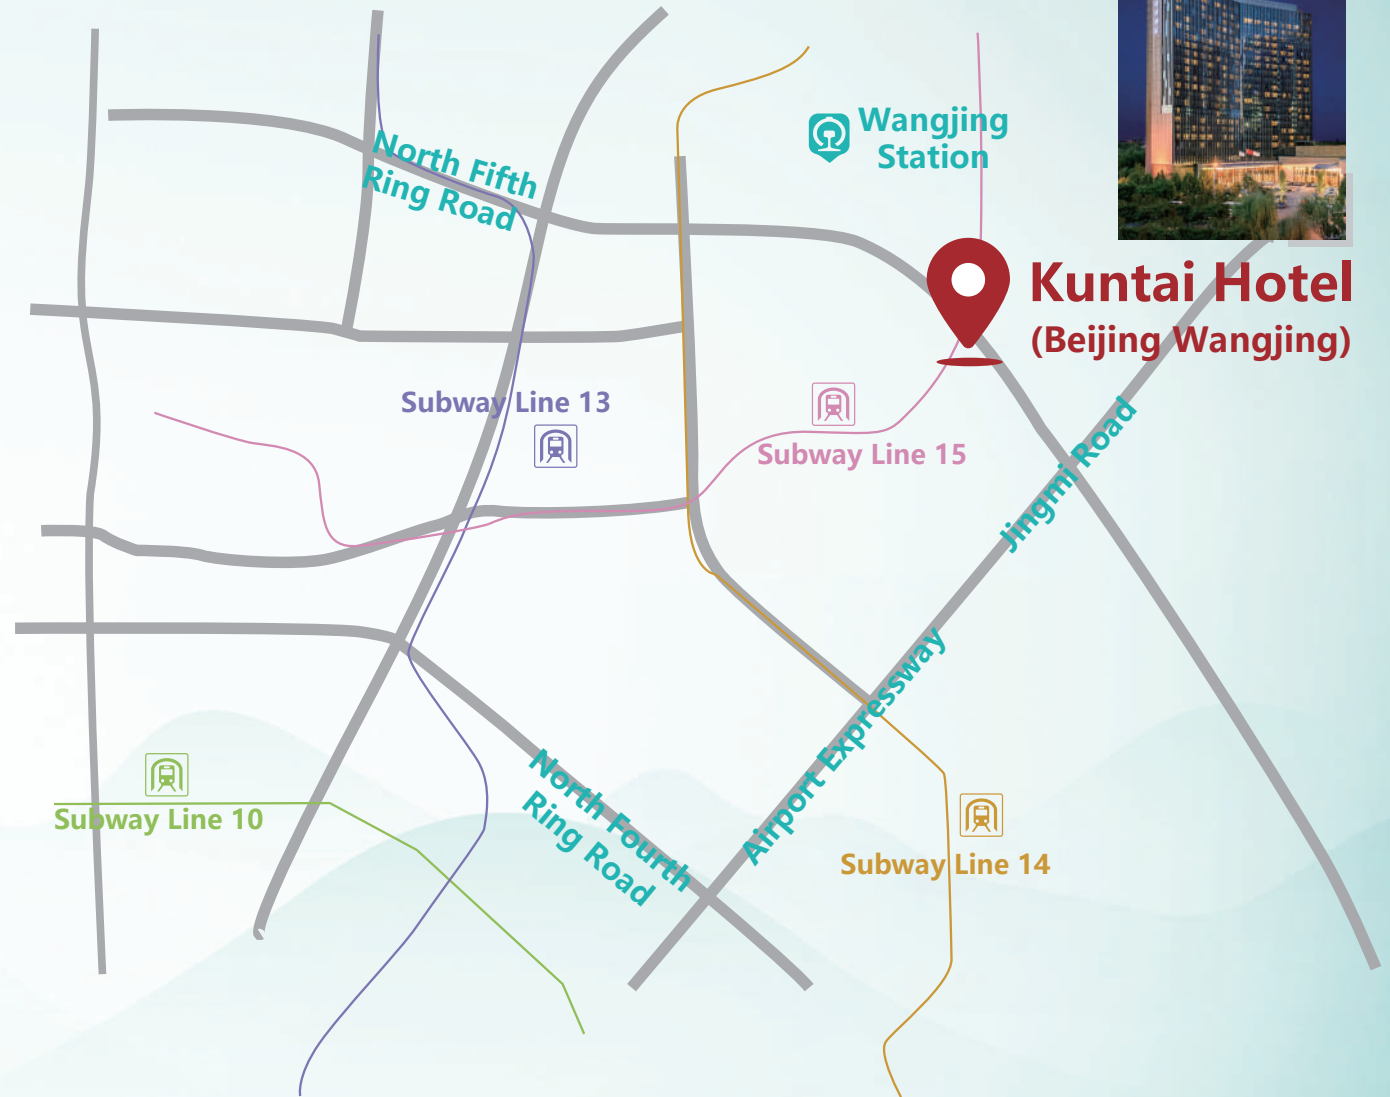 Wangjing
Station
North Fifth
Ring Road
Kuntai Hotel
(Beijing Wangjing)
Subway Line 13
Subway Line 15
Jingmi Road
Airport Expressway
North Fourth
Ring Road
Subway Line 10
Subway Line 14